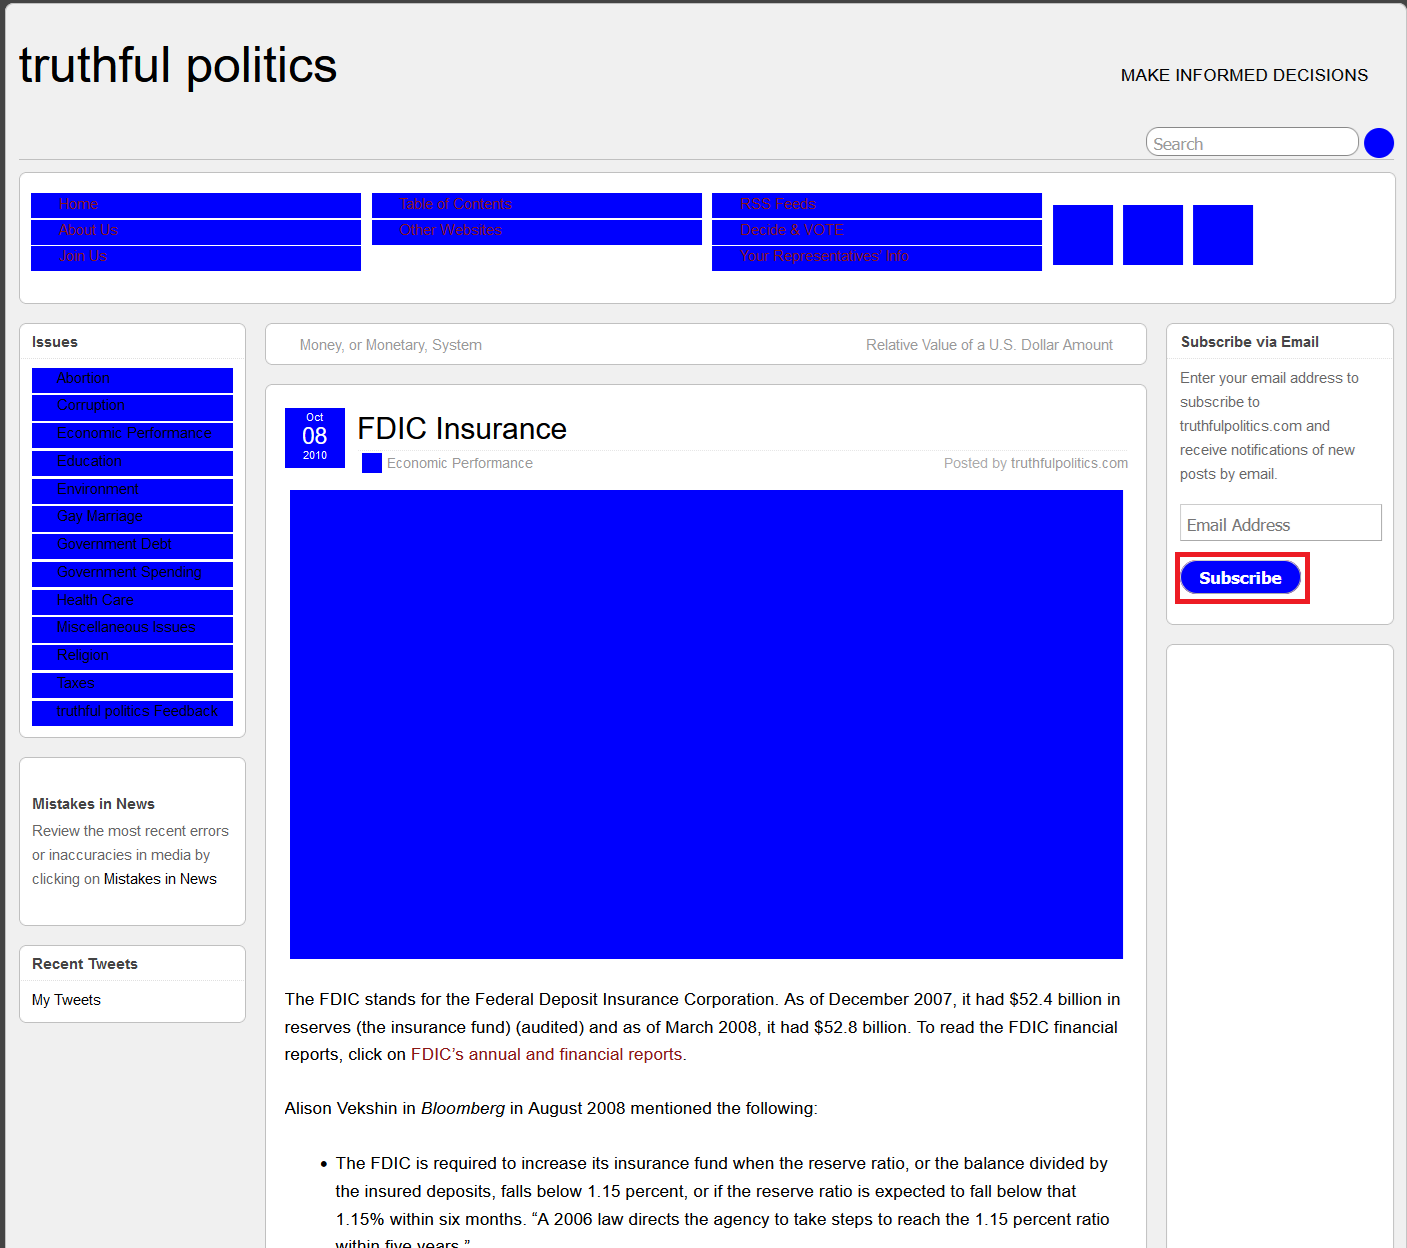 truthful politics
MAKE INFORMED DECISIONS
Search
Home
About Us
Join Us
Table of Contents
Other Websites
RSS Feeds
Decide & VOTE
Your Representatives' Info
Issues
Abortion
Corruption
Economic Performance
Education
Environment
Gay Marriage
Government Debt
Government Spending
Health Care
Miscellaneous Issues
Religion
Taxes
truthful politics Feedback
Mistakes in News
Review the most recent errors
or inaccuracies in media by
clicking on Mistakes in News
Recent Tweets
My Tweets
Money, or Monetary, System
Relative Value of a U.S. Dollar Amount
Oct
08
2010
FDIC Insurance
Economic Performance
Posted by truthfulpolitics.com
The FDIC stands for the Federal Deposit Insurance Corporation. As of December 2007, it had $52.4 billion in
reserves (the insurance fund) (audited) and as of March 2008, it had $52.8 billion. To read the FDIC financial
reports, click on FDIC’s annual and financial reports.
Alison Vekshin in Bloomberg in August 2008 mentioned the following:
• The FDIC is required to increase its insurance fund when the reserve ratio, or the balance divided by
the insured deposits, falls below 1.15 percent, or if the reserve ratio is expected to fall below that
1.15% within six months. “A 2006 law directs the agency to take steps to reach the 1.15 percent ratio
within five years.”
Subscribe via Email
Enter your email address to
subscribe to
truthfulpolitics.com and
receive notifications of new
posts by email.
Email Address
Subscribe